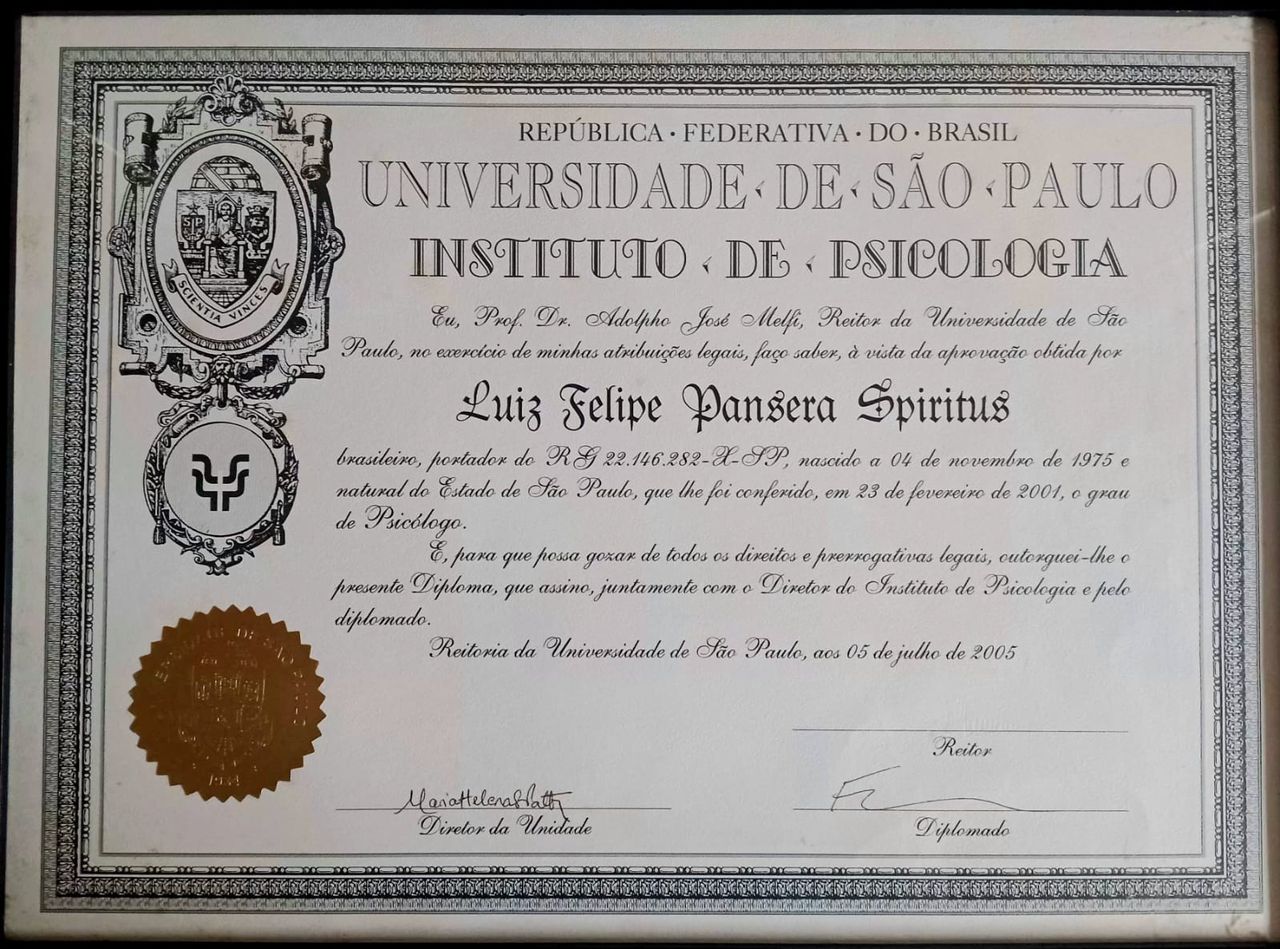 REPÚBLICA · FEDERATIVA · DO · BRASIL
UNIVERSIDADE · DE · SÃO · PAULO
INSTITUTO · DE · PSICOLOGIA
SP
SCIENTIA VINCES
Eu, Prof. Dr. Adolpho José Melfi, Reitor da Universidade de São
Paulo, no exercício de minhas atribuições legais, faço saber, à vista da aprovação obtida por
Luiz Felipe Pansera Spiritus
brasileiro, portador do RG 22.146.282-X-SP, nascido a 04 de novembro de 1975 e
natural do Estado de São Paulo, que lhe foi conferido, em 23 de fevereiro de 2001, o grau
de Psicólogo.
E, para que possa gozar de todos os direitos e prerrogativas legais, outorguei-lhe o
presente Diploma, que assino, juntamente com o Diretor do Instituto de Psicologia e pelo
diplomado.
Reitoria da Universidade de São Paulo, aos 05 de julho de 2005
1934
Reitor
Maria Helena
Diretor da Unidade
Diplomado